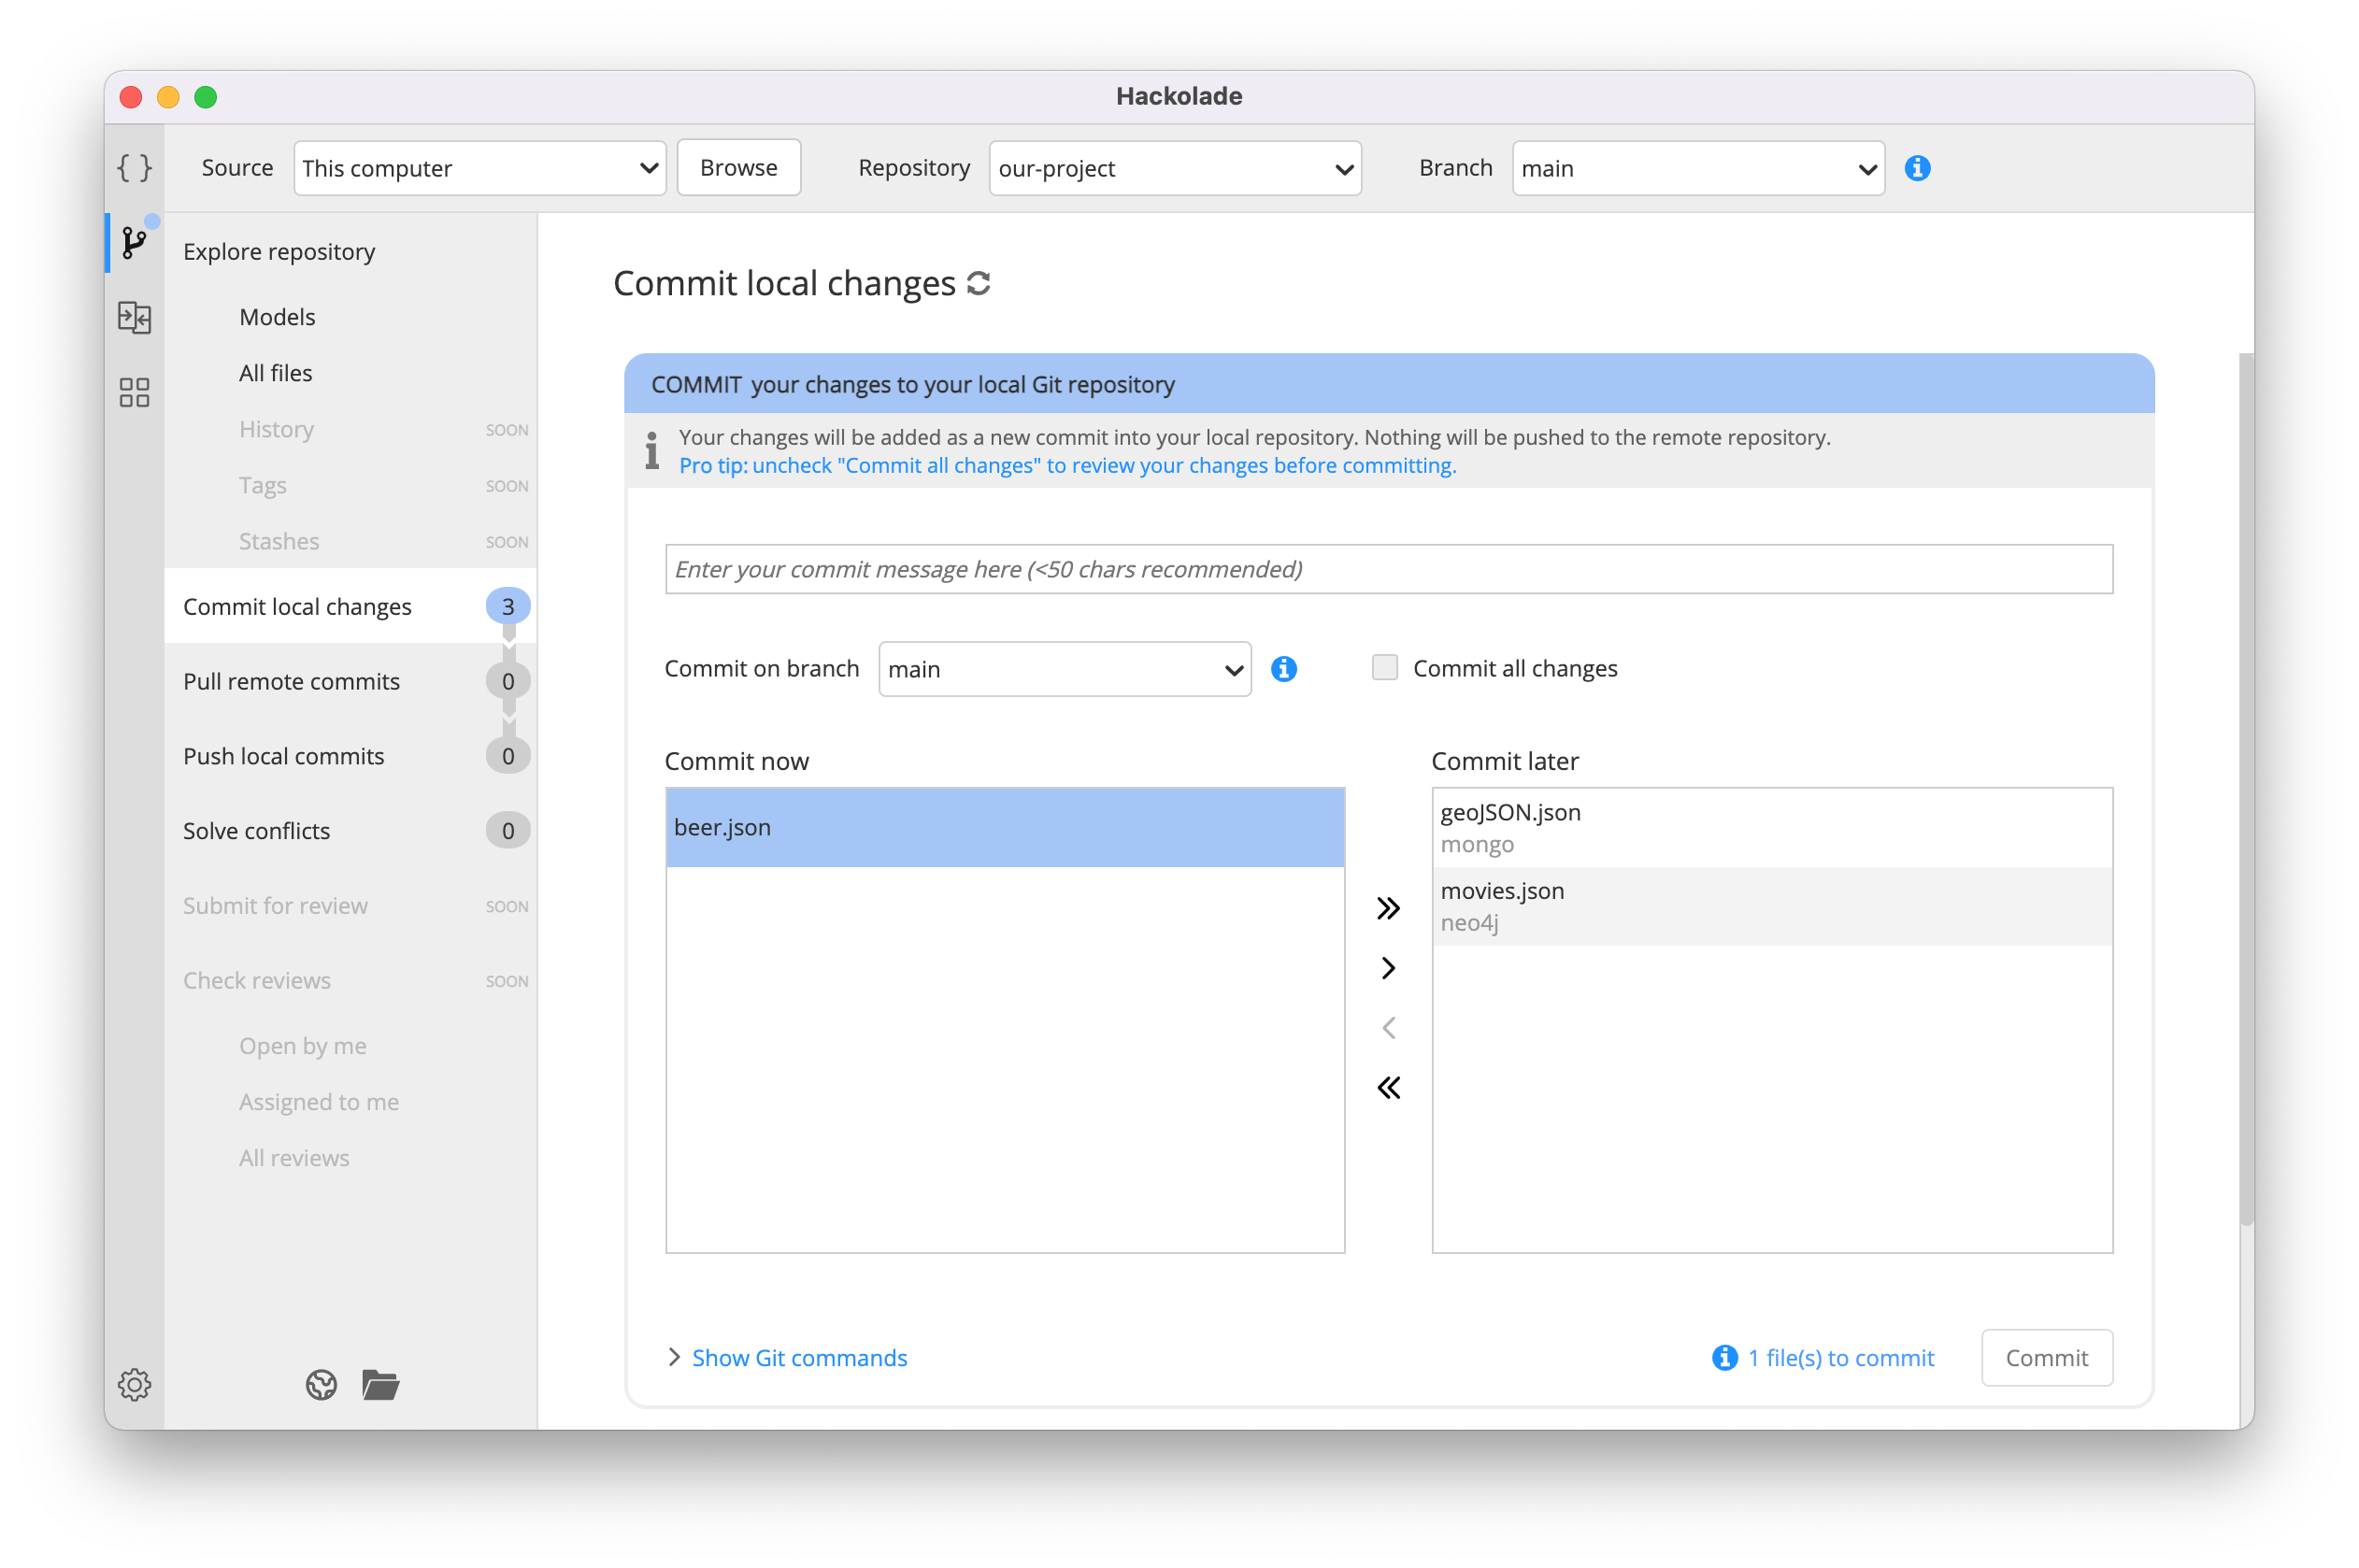 Hackolade
Source This computer Browse Repository our-project Branch main
Explore repository
Models
All files
History SOON
Tags SOON
Stashes SOON
Commit local changes 3
Pull remote commits 0
Push local commits 0
Solve conflicts 0
Submit for review SOON
Check reviews SOON
Open by me
Assigned to me
All reviews
Commit local changes
COMMIT your changes to your local Git repository
Your changes will be added as a new commit into your local repository. Nothing will be pushed to the remote repository.
Pro tip: uncheck "Commit all changes" to review your changes before committing.
Enter your commit message here (<50 chars recommended)
Commit on branch main Commit all changes
Commit now
beer.json
Commit later
geoJSON.json
mongo
movies.json
neo4j
Show Git commands
1 file(s) to commit Commit